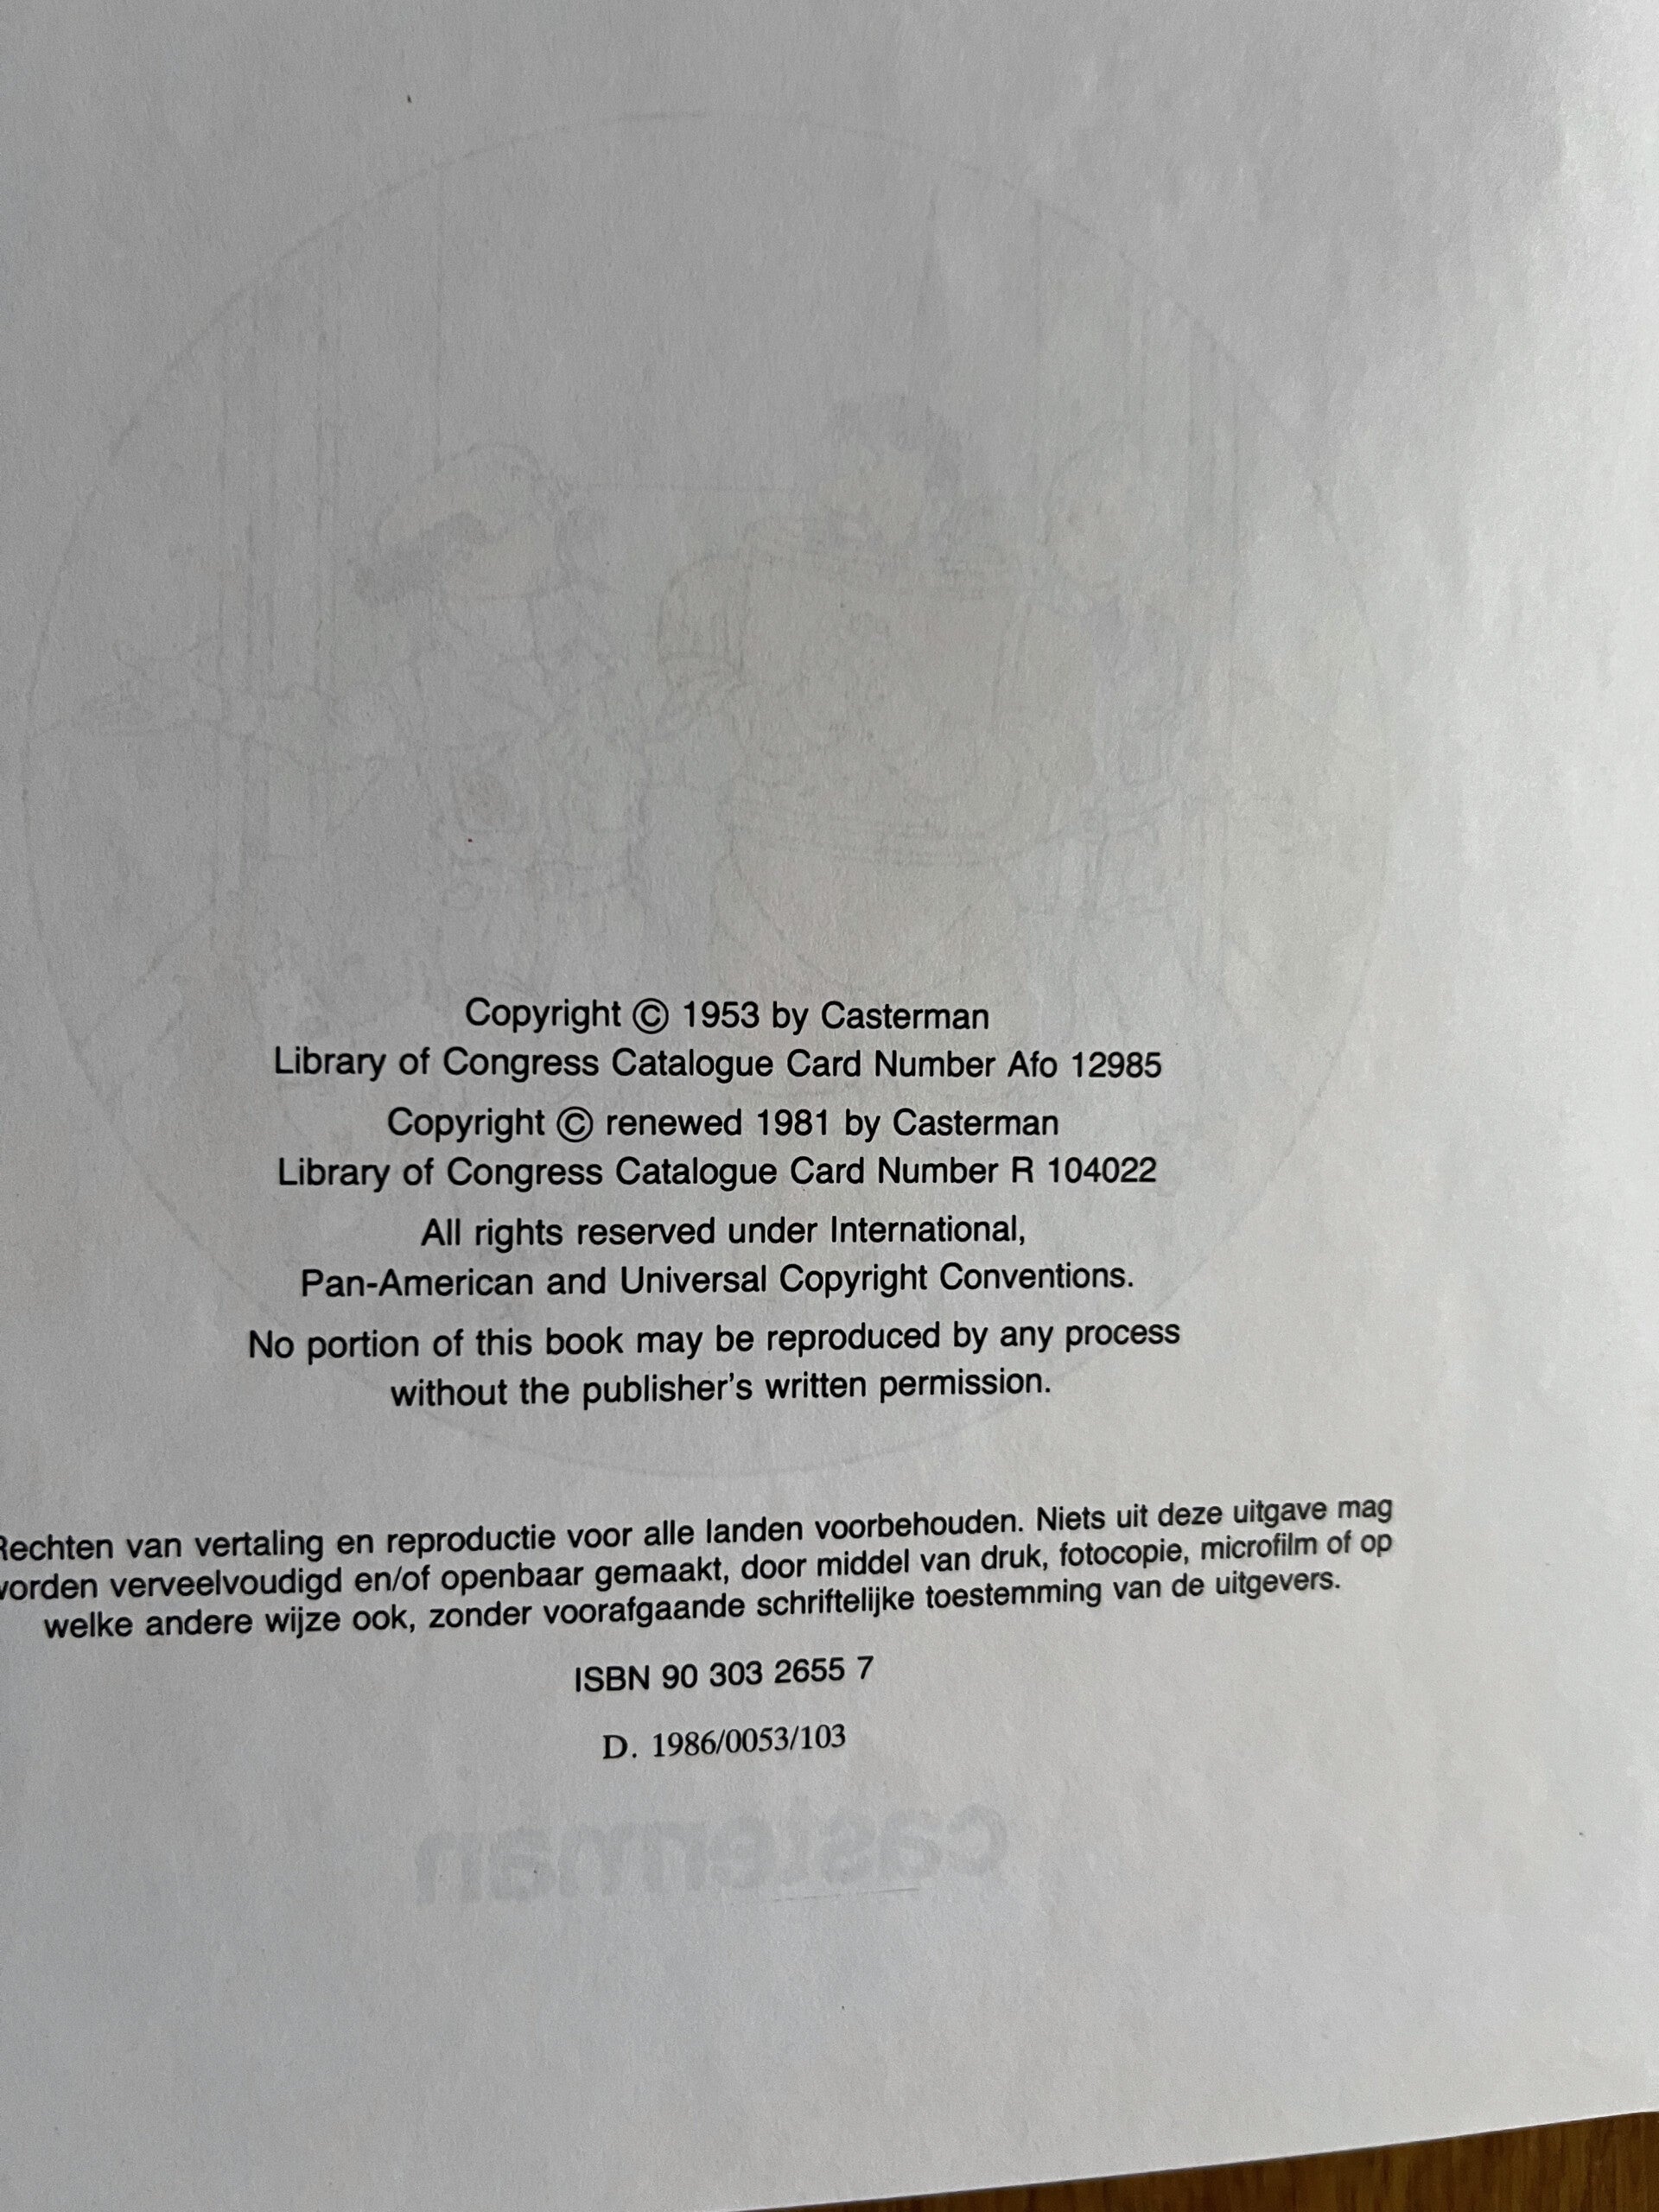 Copyright © 1953 by Casterman
Library of Congress Catalogue Card Number Afo 12985
Copyright © renewed 1981 by Casterman
Library of Congress Catalogue Card Number R 104022
All rights reserved under International,
Pan-American and Universal Copyright Conventions.
No portion of this book may be reproduced by any process
without the publisher's written permission.
Rechten van vertaling en reproductie voor alle landen voorbehouden. Niets uit deze uitgave mag
worden verveelvoudigd en/of openbaar gemaakt, door middel van druk, fotocopie, microfilm of op
welke andere wijze ook, zonder voorafgaande schriftelijke toestemming van de uitgevers.
ISBN 90 303 2655 7
D. 1986/0053/103
casterman